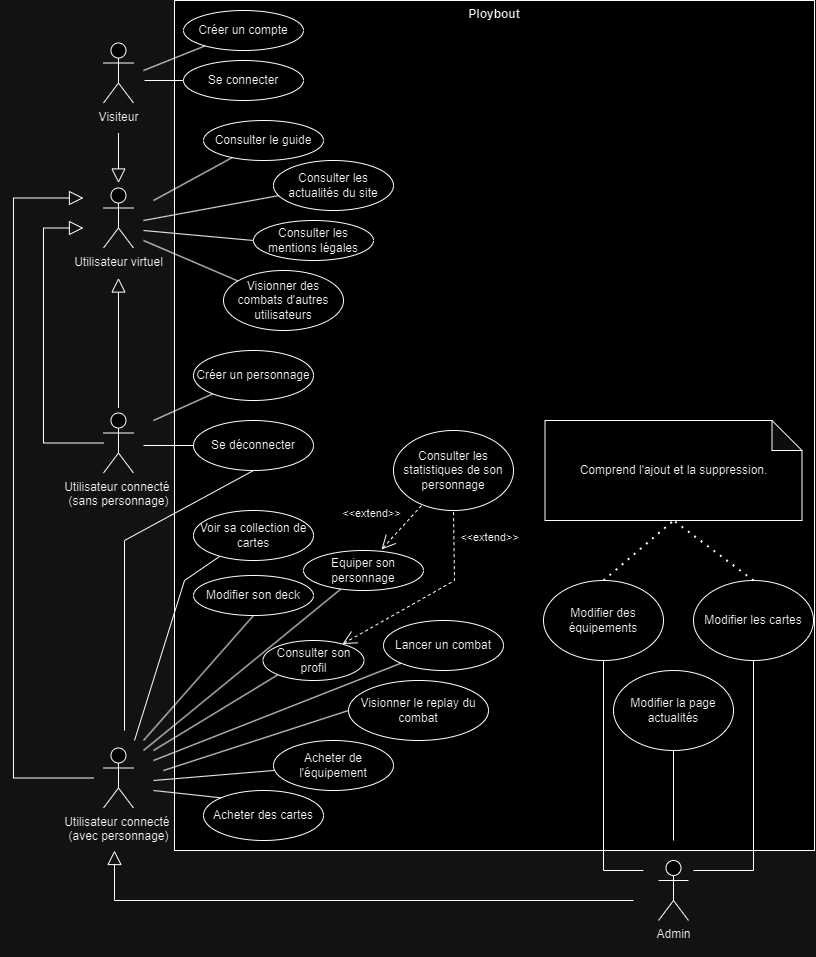 Ploybout
Créer un compte
Se connecter
Visiteur
Consulter le guide
Consulter les
actualités du site
Consulter les
mentions légales
Utilisateur virtuel
Visionner des
combats d'autres
utilisateurs
Créer un personnage
Se déconnecter
Utilisateur connecté
(sans personnage)
Consulter les
statistiques de son
personnage
Comprend l'ajout et la suppression.
<<extend>>
<<extend>>
Voir sa collection de
cartes
Equiper son
personnage
Modifier son deck
Modifier des
équipements
Modifier les cartes
Consulter son
profil
Lancer un combat
Visionner le replay du
combat
Modifier la page
actualités
Acheter de
l'équipement
Acheter des cartes
Utilisateur connecté
(avec personnage)
Admin